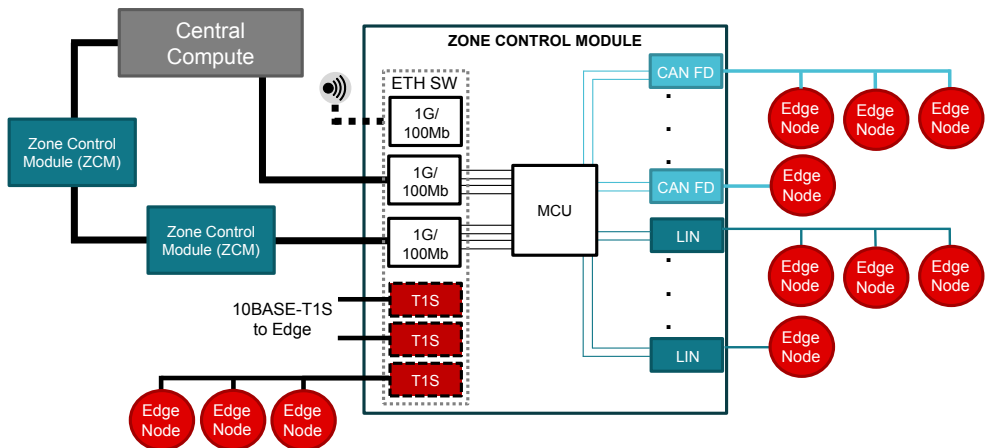 Central
Compute
ZONE CONTROL MODULE
ETH SW
1G/
100Mb
1G/
100Mb
1G/
100Mb
T1S
T1S
T1S
MCU
CAN FD
CAN FD
LIN
LIN
Zone Control
Module (ZCM)
Zone Control
Module (ZCM)
10BASE-T1S
to Edge
Edge
Node
Edge
Node
Edge
Node
Edge
Node
Edge
Node
Edge
Node
Edge
Node
Edge
Node
Edge
Node
Edge
Node
Edge
Node